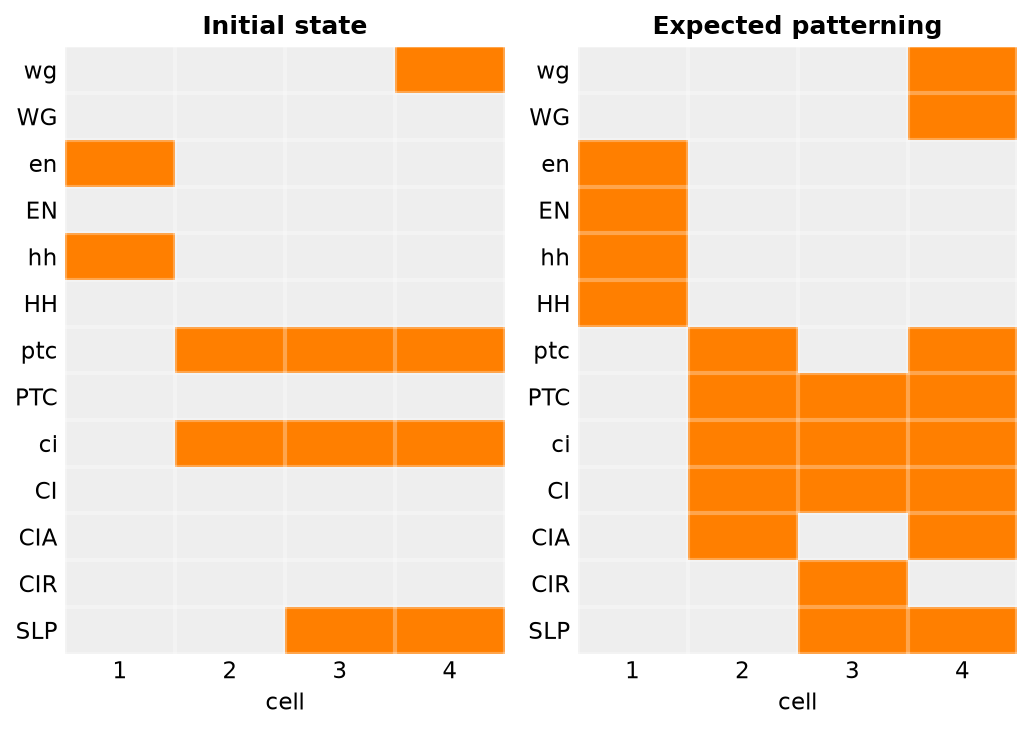 Initial state
wg
WG
en
EN
hh
HH
ptc
PTC
ci
CI
CIA
CIR
SLP
1 2 3 4
cell
Expected patterning
wg
WG
en
EN
hh
HH
ptc
PTC
ci
CI
CIA
CIR
SLP
1 2 3 4
cell